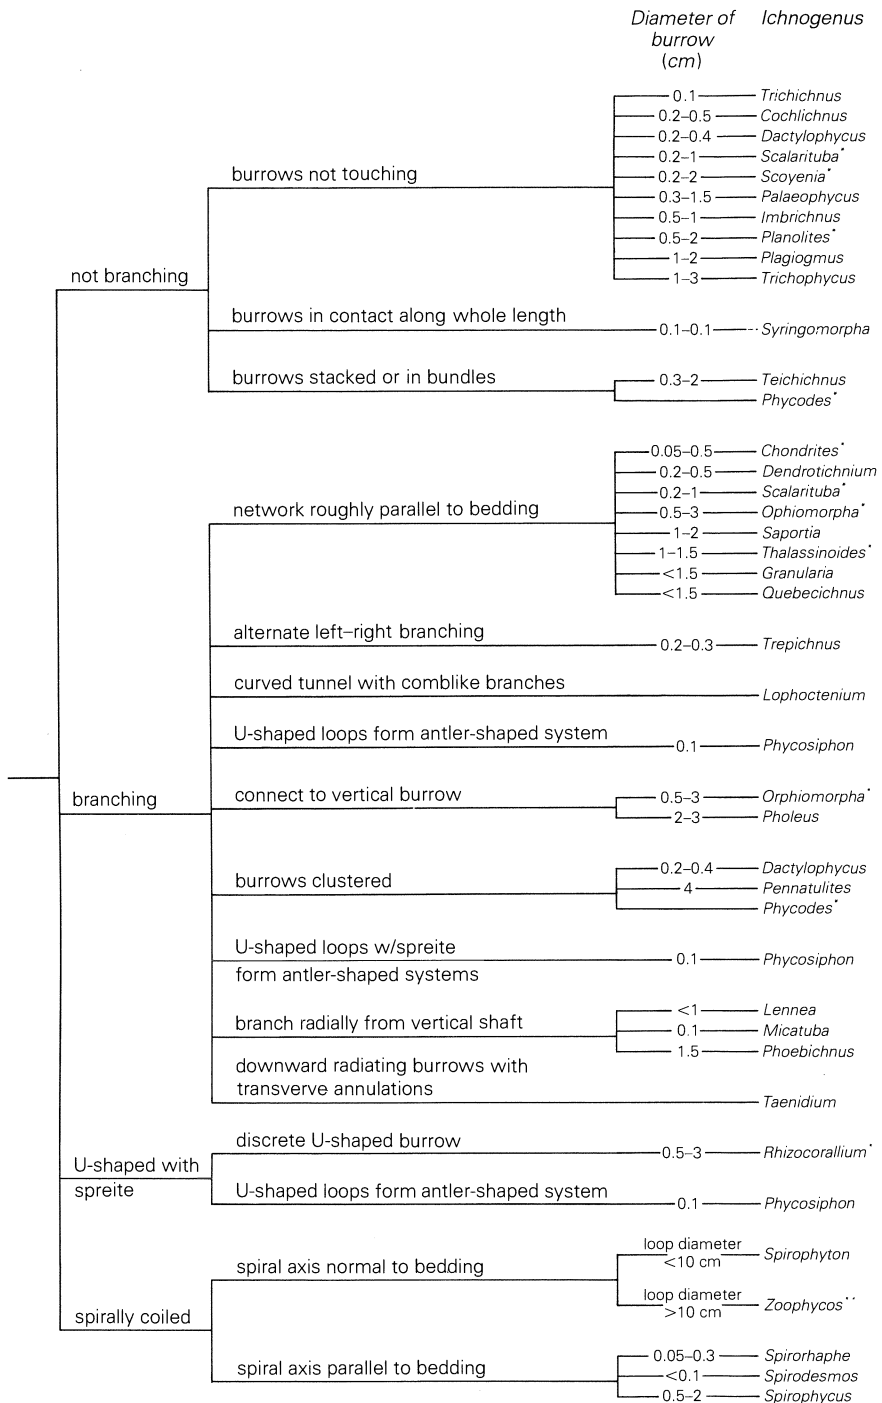 Diameter of burrow (cm) Ichnogenus
burrows not touching
0.1 Trichichnus
0.2–0.5 Cochlichnus
0.2–0.4 Dactylophycus
0.2–1 Scalarituba*
0.2–2 Scoyenia*
0.3–1.5 Palaeophycus
0.5–1 Imbrichnus
0.5–2 Planolites*
1–2 Plagiogmus
1–3 Trichophycus
not branching
burrows in contact along whole length
0.1–0.1 Syringomorpha
burrows stacked or in bundles
0.3–2 Teichichnus
Phycodes*
network roughly parallel to bedding
0.05–0.5 Chondrites*
0.2–0.5 Dendrotichnium
0.2–1 Scalarituba*
0.5–3 Ophiomorpha*
1–2 Saportia
1–1.5 Thalassinoides*
<1.5 Granularia
<1.5 Quebecichnus
alternate left–right branching
0.2–0.3 Trepichnus
curved tunnel with comblike branches
Lophoctenium
U-shaped loops form antler-shaped system
0.1 Phycosiphon
branching
connect to vertical burrow
0.5–3 Orphiomorpha*
2–3 Pholeus
burrows clustered
0.2–0.4 Dactylophycus
4 Pennatulites
Phycodes*
U-shaped loops w/spreite
form antler-shaped systems
0.1 Phycosiphon
branch radially from vertical shaft
<1 Lennea
0.1 Micatuba
1.5 Phoebichnus
downward radiating burrows with
transverve annulations
Taenidium
U-shaped with
spreite
discrete U-shaped burrow
0.5–3 Rhizocorallium*
U-shaped loops form antler-shaped system
0.1 Phycosiphon
spirally coiled
spiral axis normal to bedding
loop diameter
<10 cm Spirophyton
loop diameter
>10 cm Zoophycos**
spiral axis parallel to bedding
0.05–0.3 Spirorhaphe
<0.1 Spirodesmos
0.5–2 Spirophycus